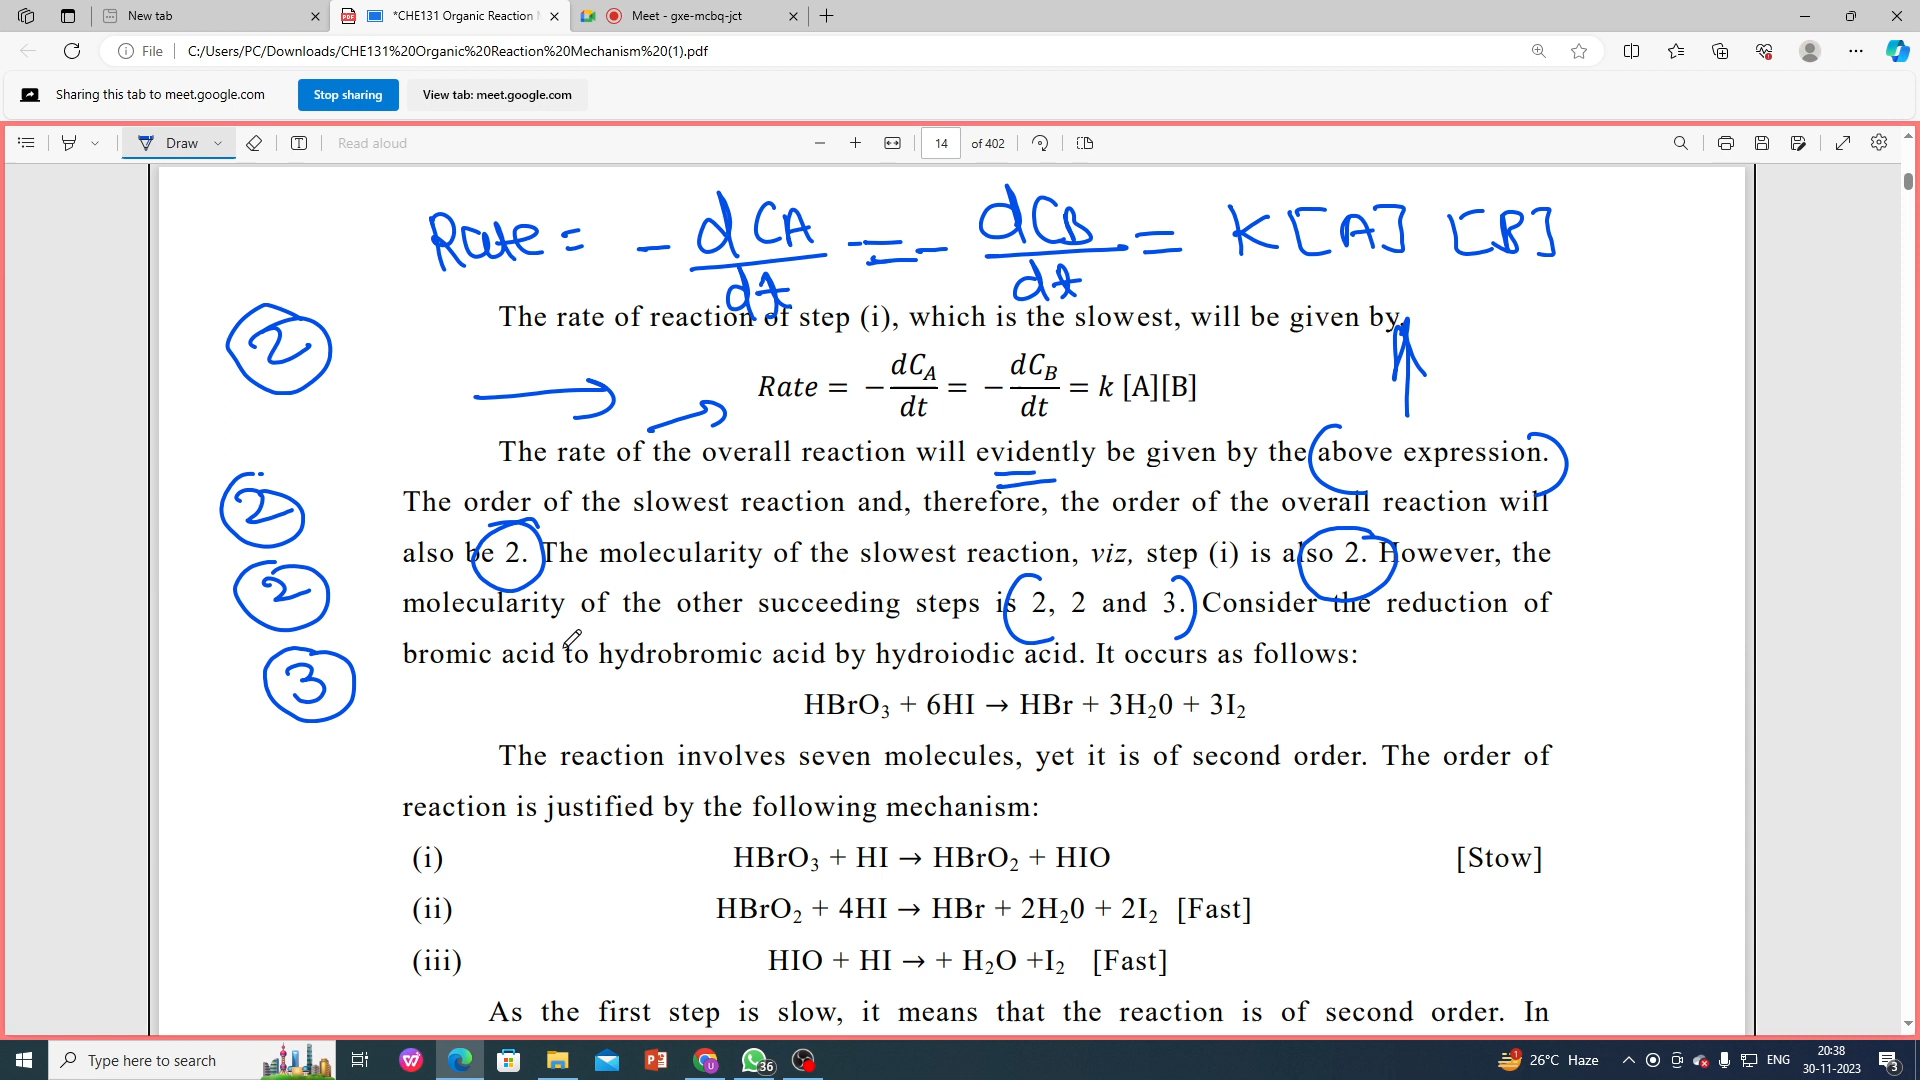 New tab
*CHE131 Organic Reaction M
Meet - gxe-mcbq-jct
File
C:/Users/PC/Downloads/CHE131%20Organic%20Reaction%20Mechanism%20(1).pdf
Sharing this tab to meet.google.com
Stop sharing
View tab: meet.google.com
Draw
Read aloud
14 of 402
Rate = - dCA/dt = - dCB/dt = k [A] [B]
The rate of reaction of step (i), which is the slowest, will be given by,
2
Rate = − dC_A/dt = − dC_B/dt = k [A][B]
The rate of the overall reaction will evidently be given by the above expression.
The order of the slowest reaction and, therefore, the order of the overall reaction will
2
also be 2. The molecularity of the slowest reaction, viz, step (i) is also 2. However, the
2
molecularity of the other succeeding steps is 2, 2 and 3. Consider the reduction of
bromic acid to hydrobromic acid by hydroiodic acid. It occurs as follows:
3
HBrO₃ + 6HI → HBr + 3H₂0 + 3I₂
The reaction involves seven molecules, yet it is of second order. The order of
reaction is justified by the following mechanism:
(i) HBrO₃ + HI → HBrO₂ + HIO [Stow]
(ii) HBrO₂ + 4HI → HBr + 2H₂0 + 2I₂ [Fast]
(iii) HIO + HI → + H₂O +I₂ [Fast]
As the first step is slow, it means that the reaction is of second order. In
Type here to search
36
26°C Haze
ENG
20:38
30-11-2023
3